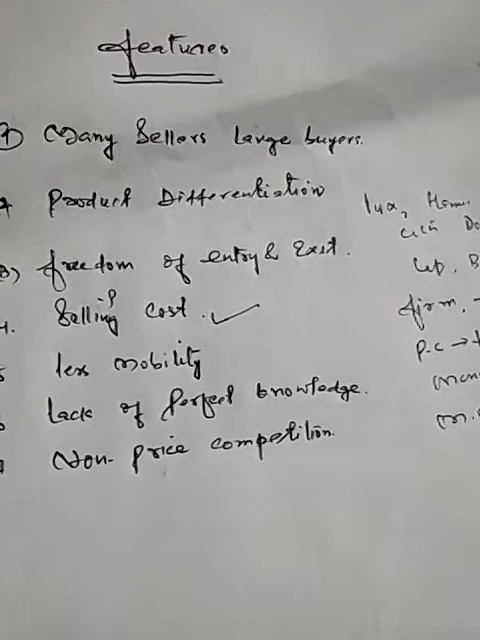 features
1) Many Sellers Large buyers.
Product Differentiation
3) freedom of entry & Exit.
4. Selling cost.
5 less mobility
6 Lack of Perfect knowledge.
7 Non-Price competition.
lux,
P.C →